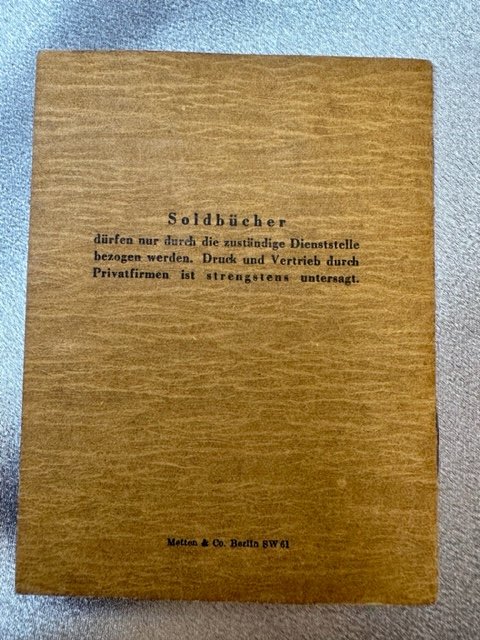 Soldbücher
dürfen nur durch die zuständige Dienststelle
bezogen werden. Druck und Vertrieb durch
Privatfirmen ist strengstens untersagt.
Metten & Co. Berlin SW 61